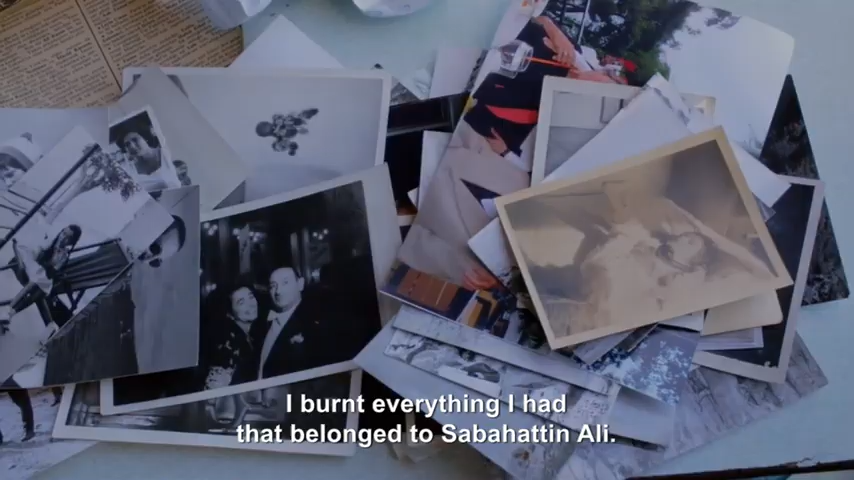 I burnt everything I had
that belonged to Sabahattin Ali.